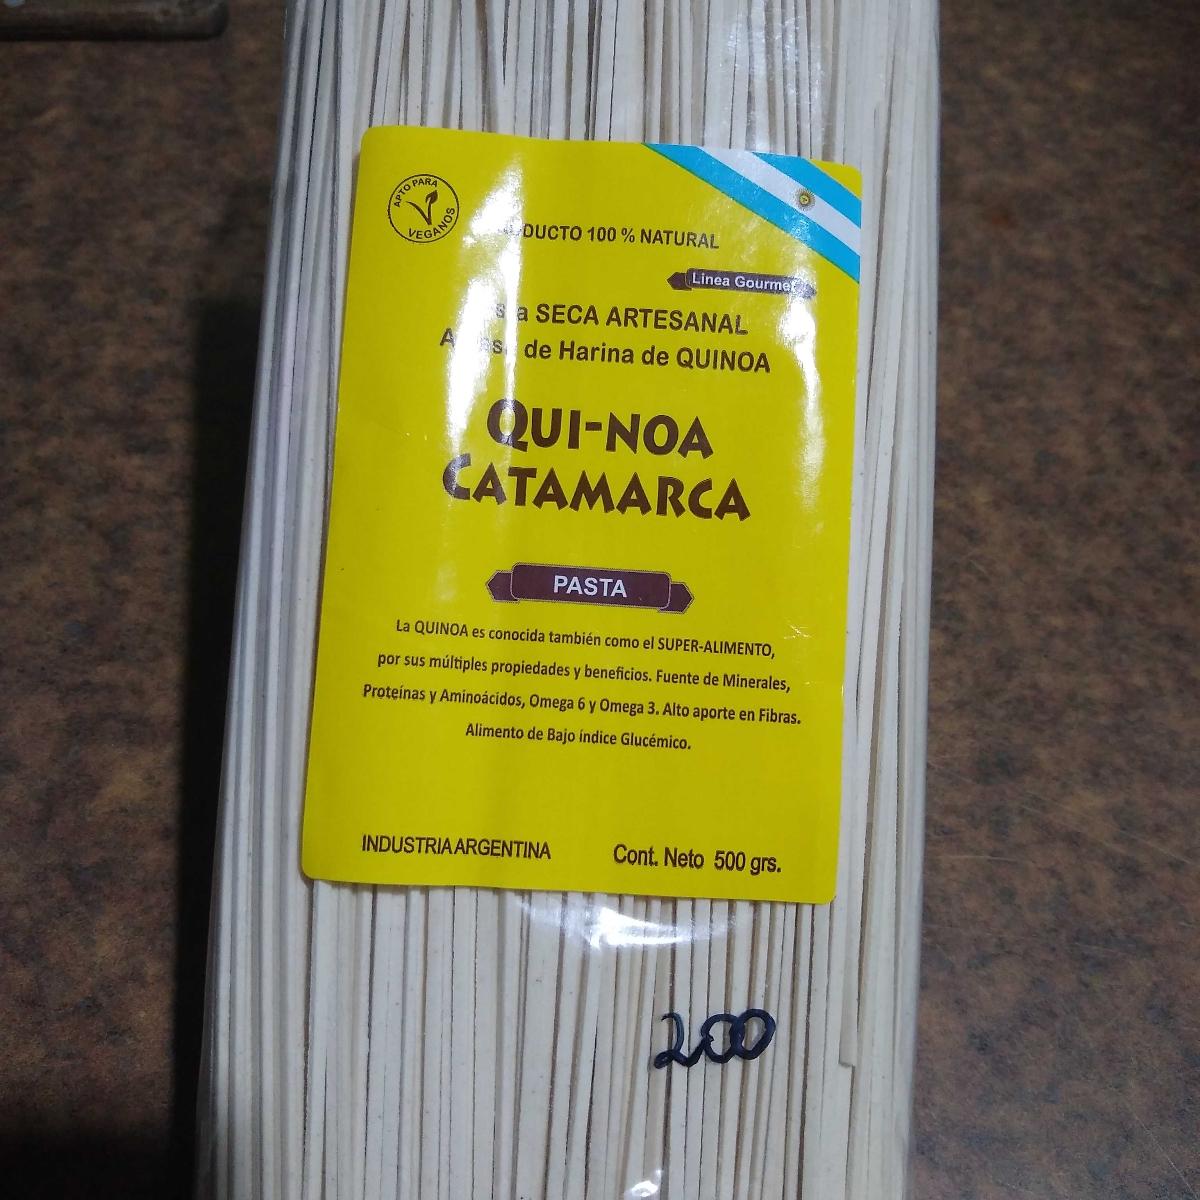 APTO PARA
VEGANOS
100 % NATURAL
Linea Gourmet
SECA ARTESANAL
de Harina de QUINOA
QUI-NOA
CATAMARCA
PASTA
La QUINOA es conocida también como el SUPER-ALIMENTO,
por sus múltiples propiedades y beneficios. Fuente de Minerales,
Proteínas y Aminoácidos, Omega 6 y Omega 3. Alto aporte en Fibras.
Alimento de Bajo índice Glucémico.
INDUSTRIA ARGENTINA
Cont. Neto 500 grs.
200